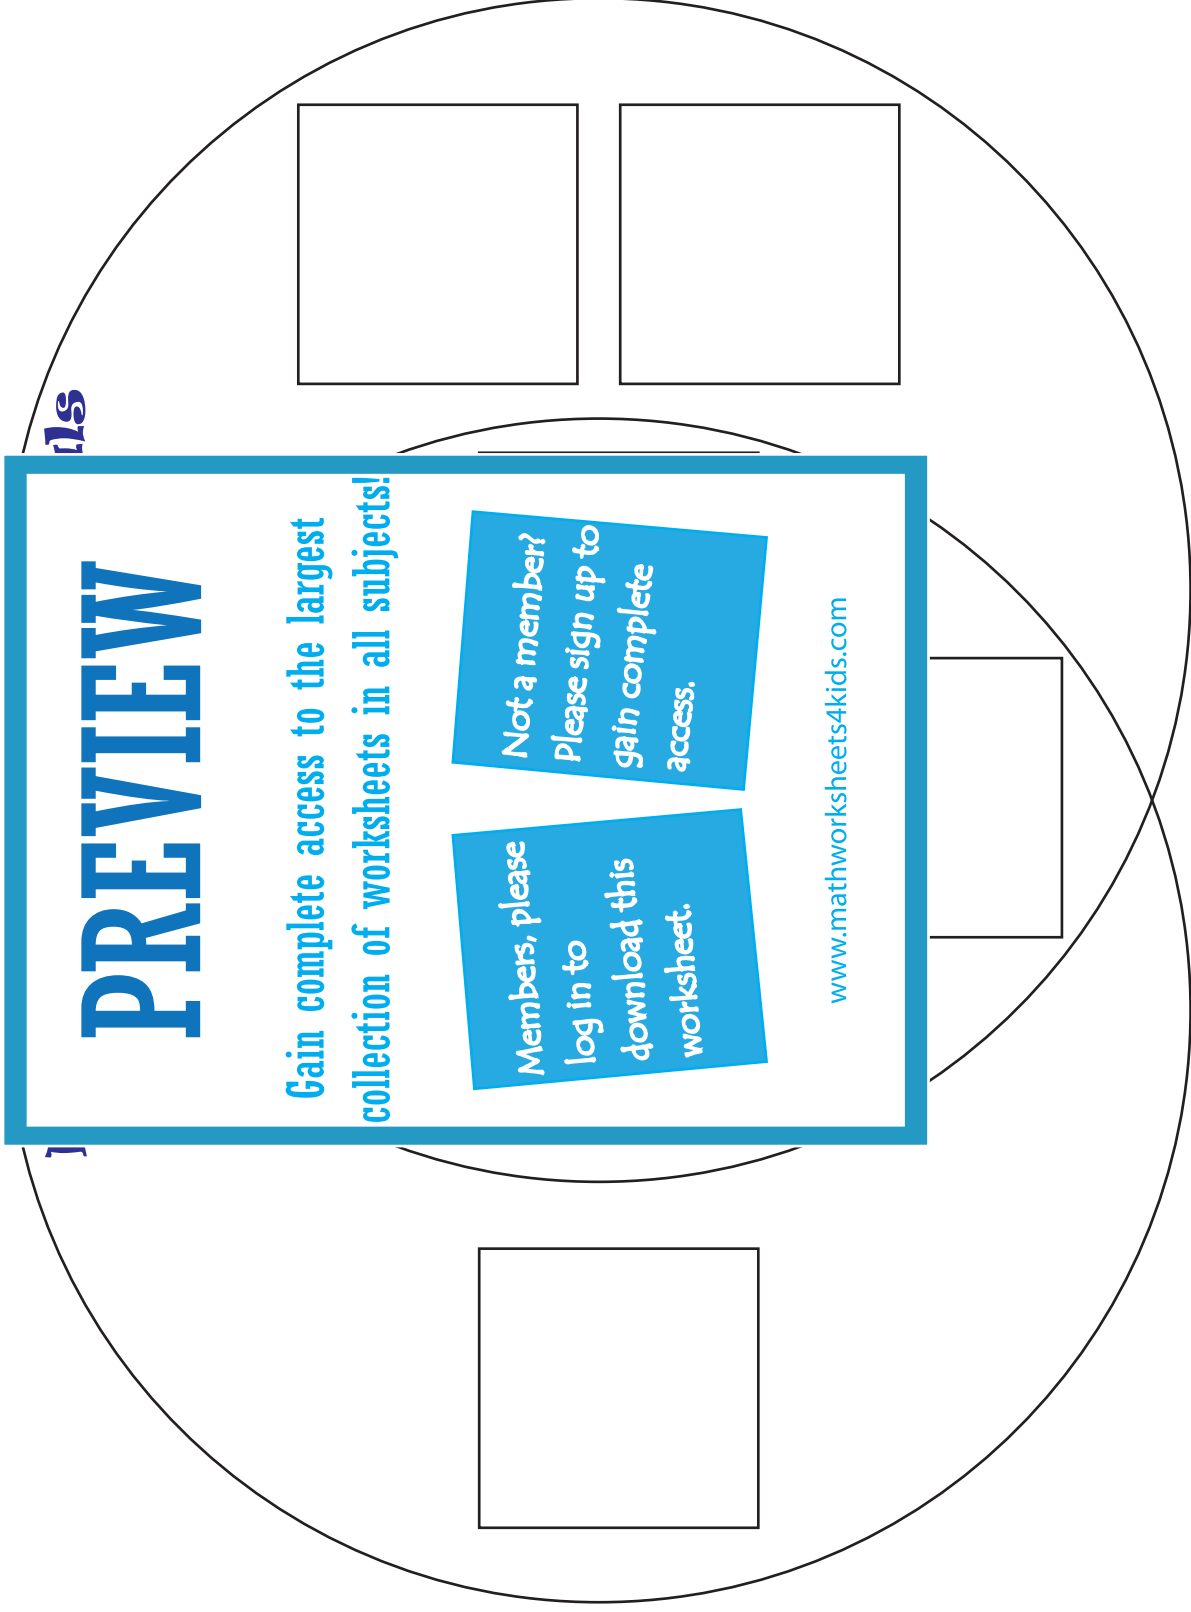 PREVIEW
Gain complete access to the largest
collection of worksheets in all subjects!
Members, please
log in to
download this
worksheet.
Not a member?
Please sign up to
gain complete
access.
www.mathworksheets4kids.com